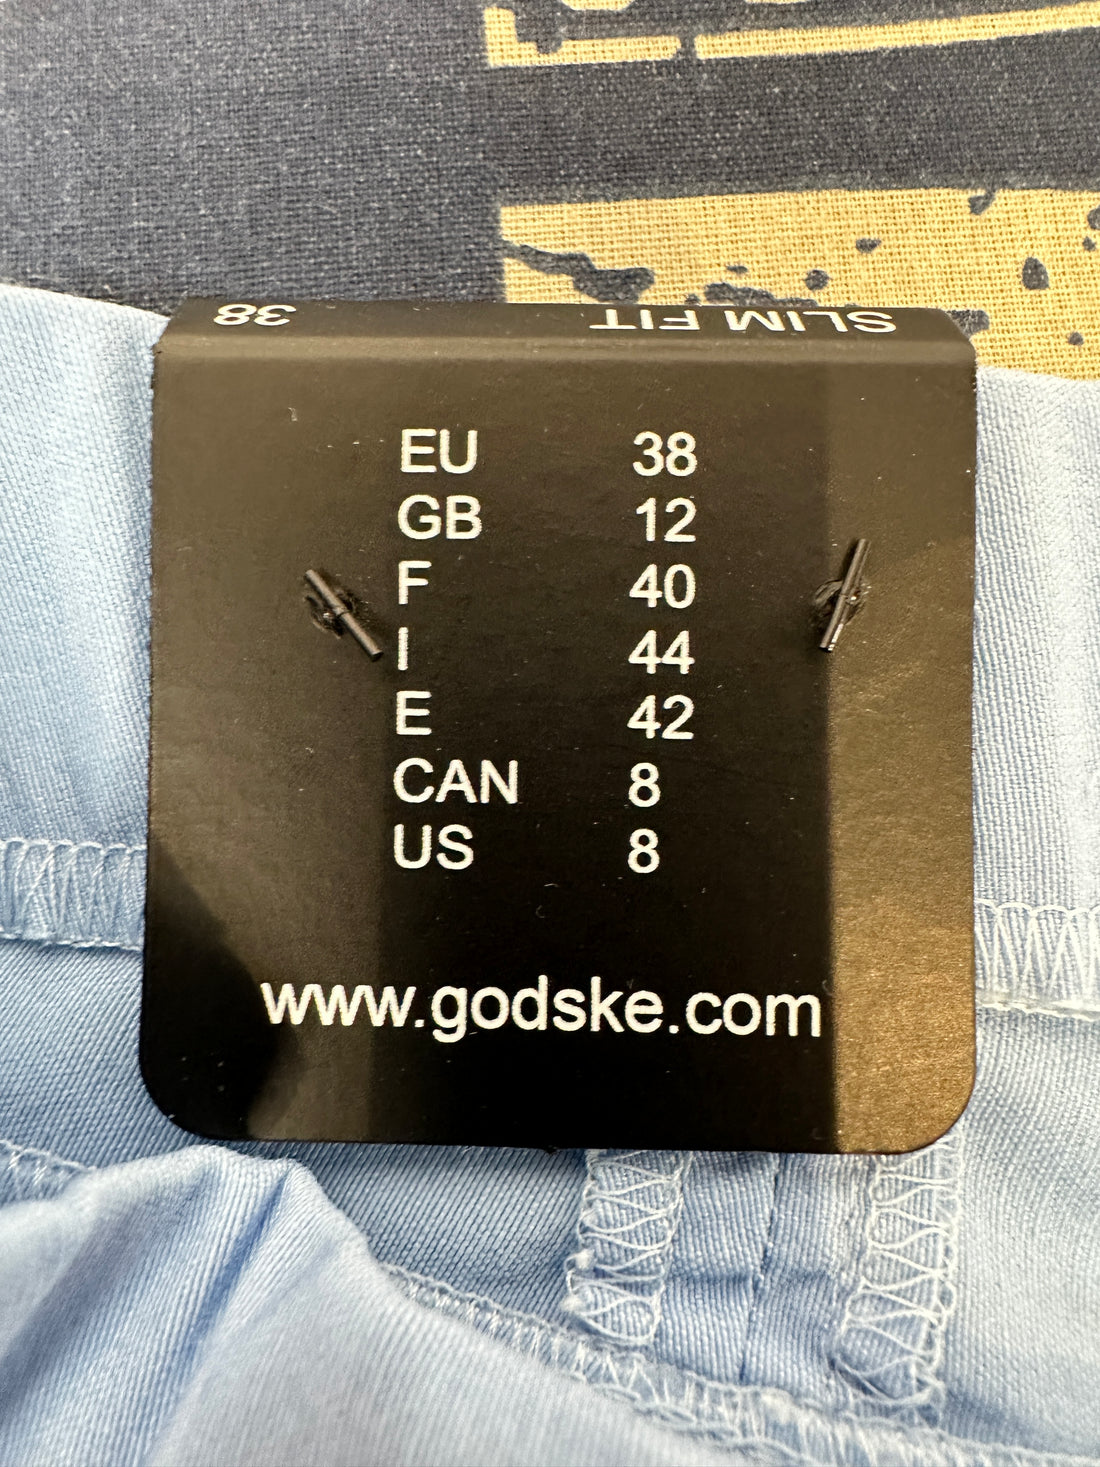 SLIM FIT 38
EU 38
GB 12
F 40
I 44
E 42
CAN 8
US 8
www.godske.com